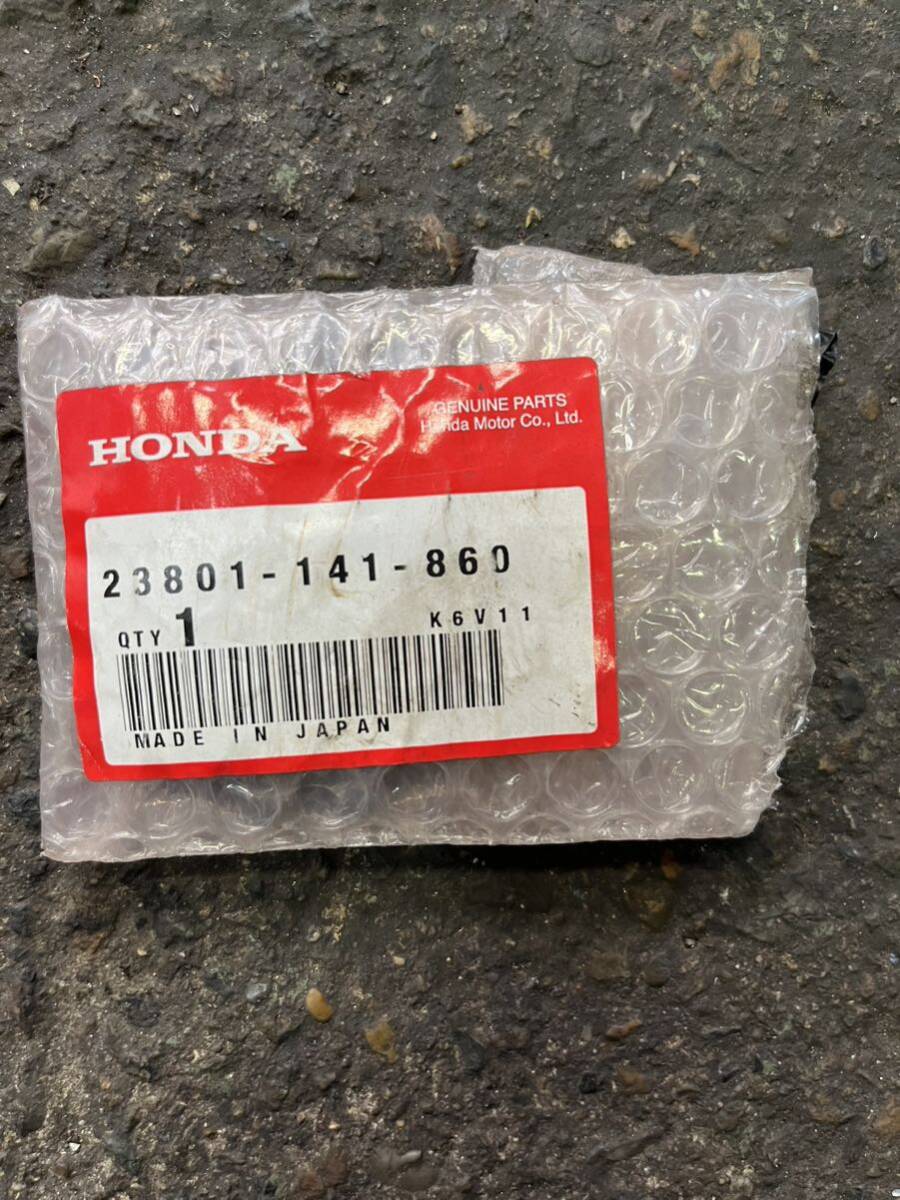 HONDA
GENUINE PARTS
Honda Motor Co., Ltd.
23801-141-860
QTY 1
K6V11
MADE IN JAPAN